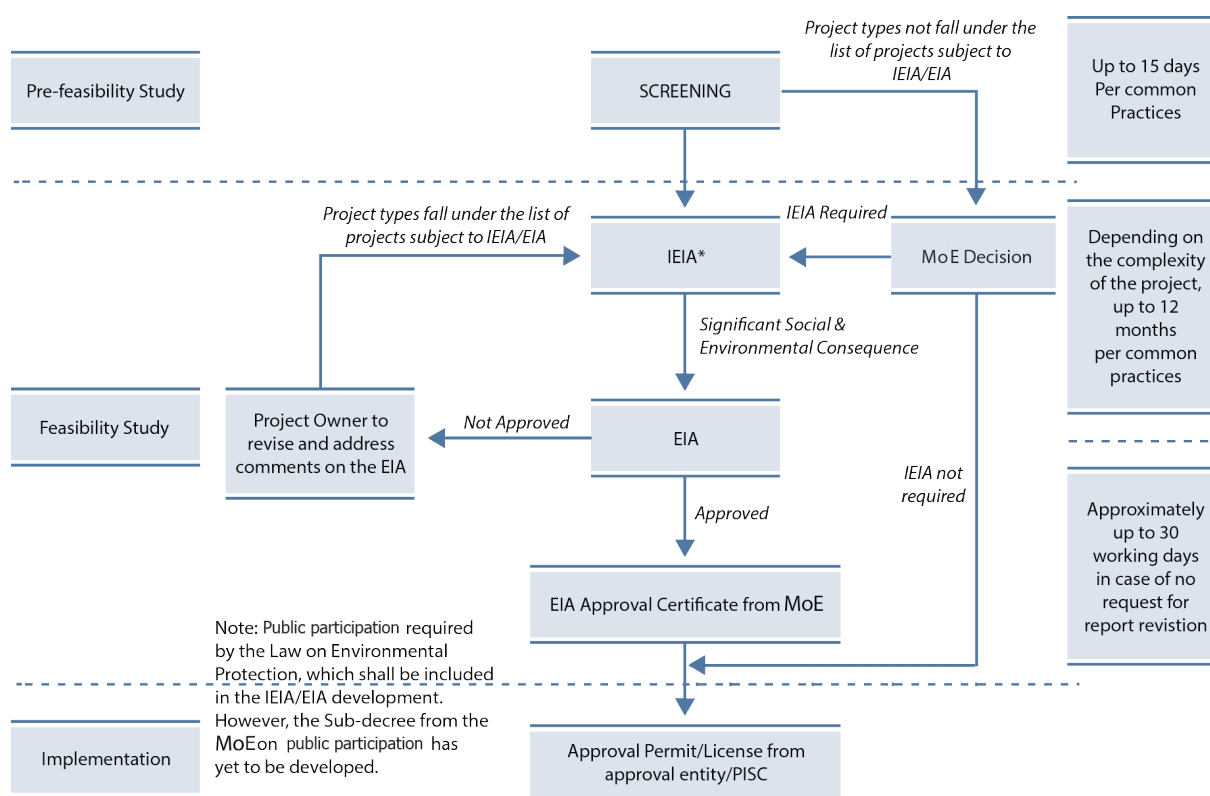 Project types not fall under the
list of projects subject to
IEIA/EIA
Pre-feasibility Study
SCREENING
Up to 15 days
Per common
Practices
Project types fall under the list of
projects subject to IEIA/EIA
IEIA Required
IEIA*
MoE Decision
Depending on
the complexity
of the project,
up to 12
months
per common
practices
Significant Social &
Environmental Consequence
Feasibility Study
Project Owner to
revise and address
comments on the EIA
Not Approved
EIA
IEIA not
required
Approved
Approximately
up to 30
working days
in case of no
request for
report revistion
EIA Approval Certificate from MoE
Note: Public participation required
by the Law on Environmental
Protection, which shall be included
in the IEIA/EIA development.
However, the Sub-decree from the
MoEon public participation has
yet to be developed.
Implementation
Approval Permit/License from
approval entity/PISC